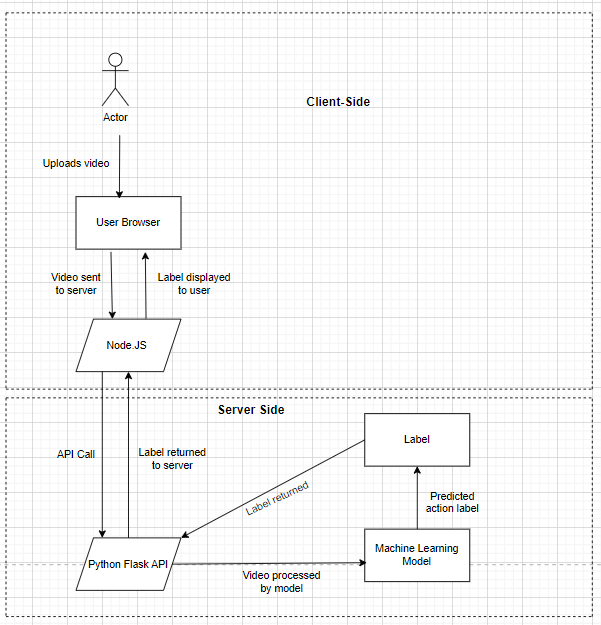 Client-Side
Actor
Uploads video
User Browser
Video sent
to server
Label displayed
to user
Node.JS
Server Side
Label
API Call
Label returned
to server
Label returned
Predicted
action label
Machine Learning
Model
Python Flask API
Video processed
by model